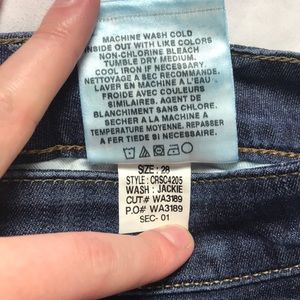 MACHINE WASH COLD
INSIDE OUT WITH LIKE COLORS
NON-CHLORINE BLEACH
TUMBLE DRY MEDIUM.
COOL IRON IF NECESSARY.
NETTOYAGE A SEC RECOMMANDE.
LAVER EN MACHINE A L'EAU
FROIDE AVEC COULEURS
SIMILAIRES. AGENT DE
BLANCHIMENT SANS CHLORE.
SECHER A LA MACHINE A
TEMPERATURE MOYENNE. REPASSER
A FER TIEDE SI NECESSAIRE.
SIZE : 28
STYLE : CRSC4205
WASH : JACKIE
CUT# WA3189
P.O# WA3189
SEC- 01